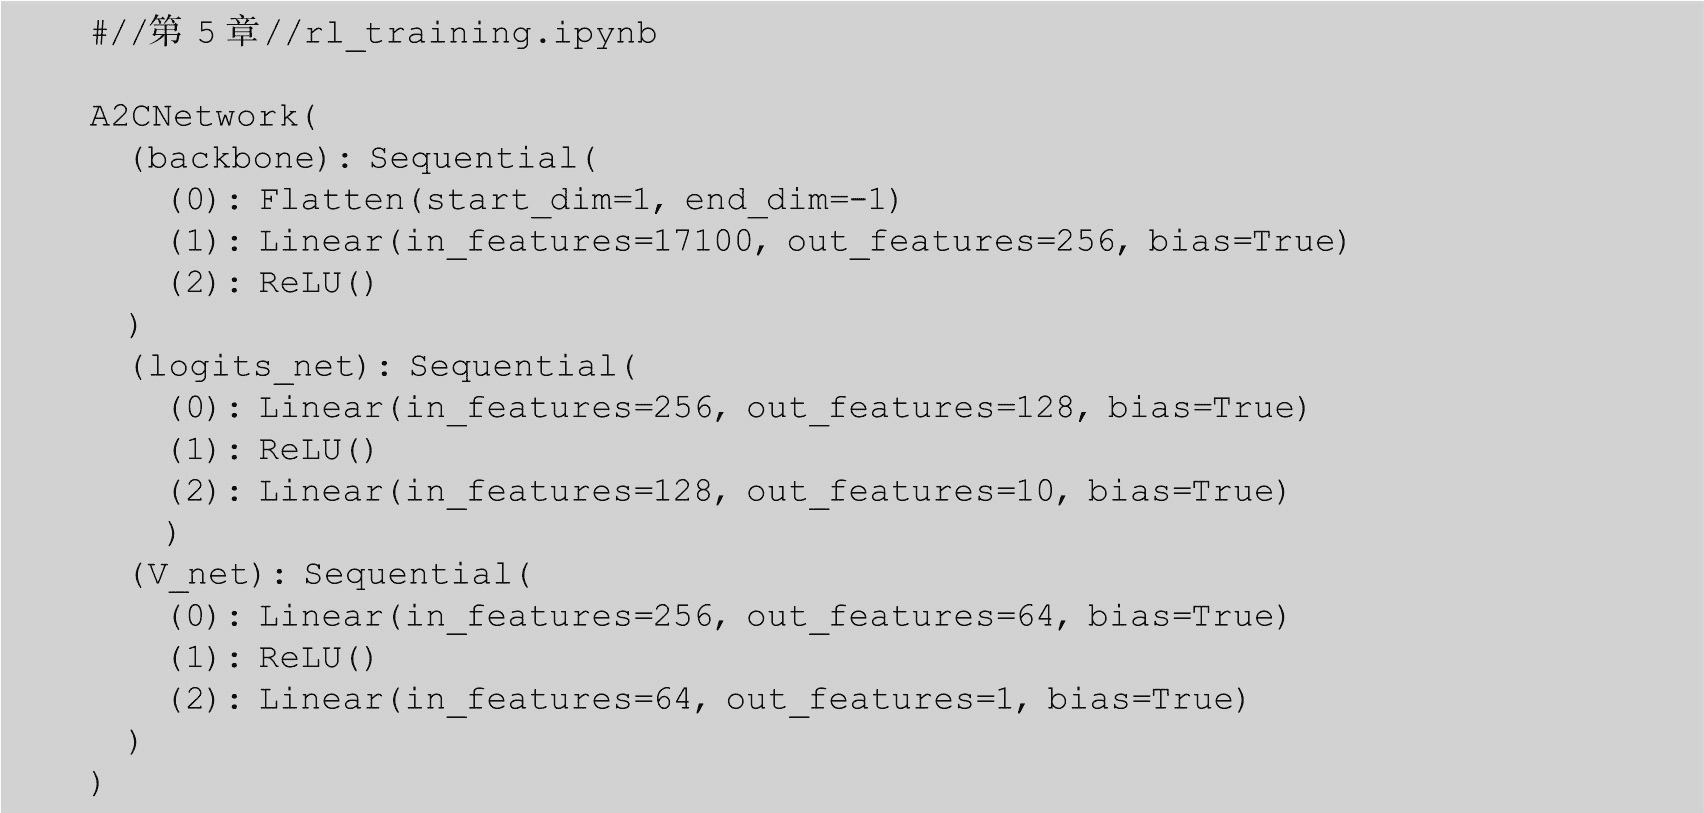 #//第 5 章//rl_training.ipynb
A2CNetwork(
(backbone): Sequential(
(0): Flatten(start_dim=1, end_dim=-1)
(1): Linear(in_features=17100, out_features=256, bias=True)
(2): ReLU()
)
(logits_net): Sequential(
(0): Linear(in_features=256, out_features=128, bias=True)
(1): ReLU()
(2): Linear(in_features=128, out_features=10, bias=True)
)
(V_net): Sequential(
(0): Linear(in_features=256, out_features=64, bias=True)
(1): ReLU()
(2): Linear(in_features=64, out_features=1, bias=True)
)
)